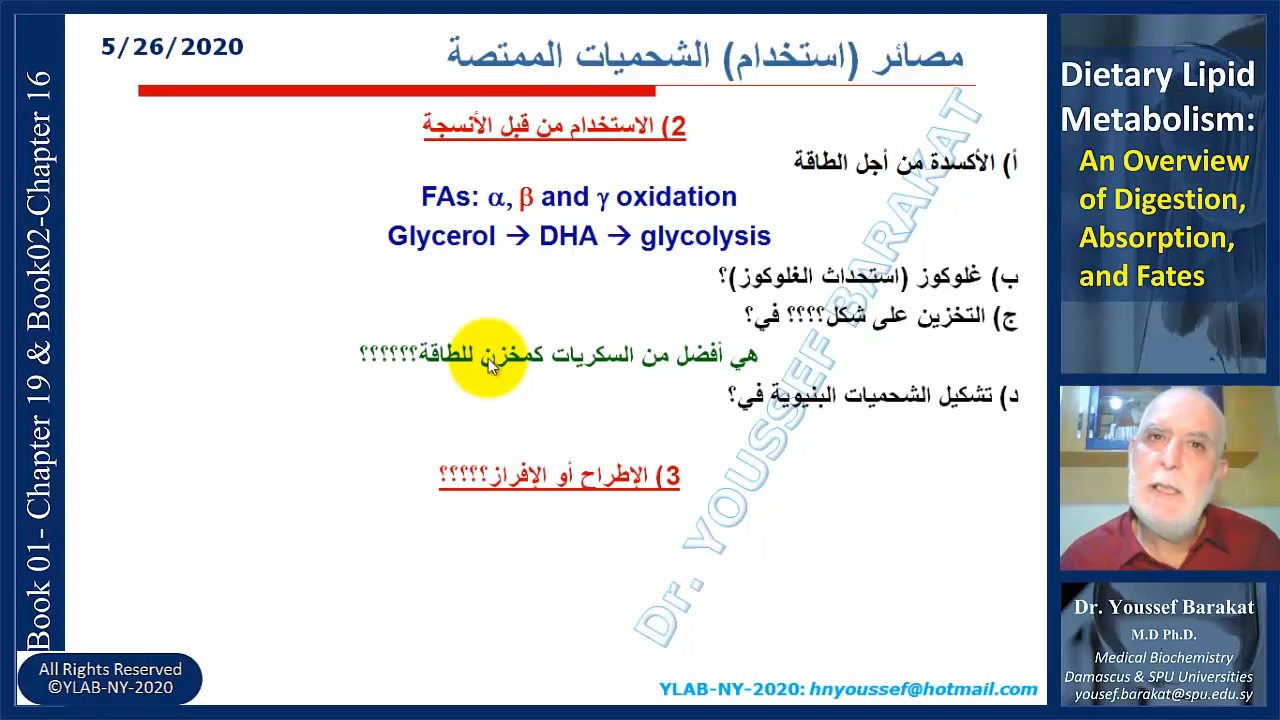 5/26/2020
مصائر (استخدام) الشحميات الممتصة
2) الاستخدام من قبل الأنسجة
أ) الأكسدة من أجل الطاقة
FAs: α, β and γ oxidation
Glycerol → DHA → glycolysis
ب) غلوكوز (استحداث الغلوكوز)؟
ج) التخزين على شكل؟؟؟؟ في؟
هي أفضل من السكريات كمخزن للطاقة؟؟؟؟؟؟
د) تشكيل الشحميات البنيوية في؟
3) الإطراح أو الإفراز؟؟؟؟؟
Dr. YOUSSEF BARAKAT
Book 01- Chapter 19 & Book02-Chapter 16
All Rights Reserved
©YLAB-NY-2020
YLAB-NY-2020: hnyoussef@hotmail.com
Dietary Lipid
Metabolism:
An Overview
of Digestion,
Absorption,
and Fates
Dr. Youssef Barakat
M.D Ph.D.
Medical Biochemistry
Damascus & SPU Universities
yousef.barakat@spu.edu.sy